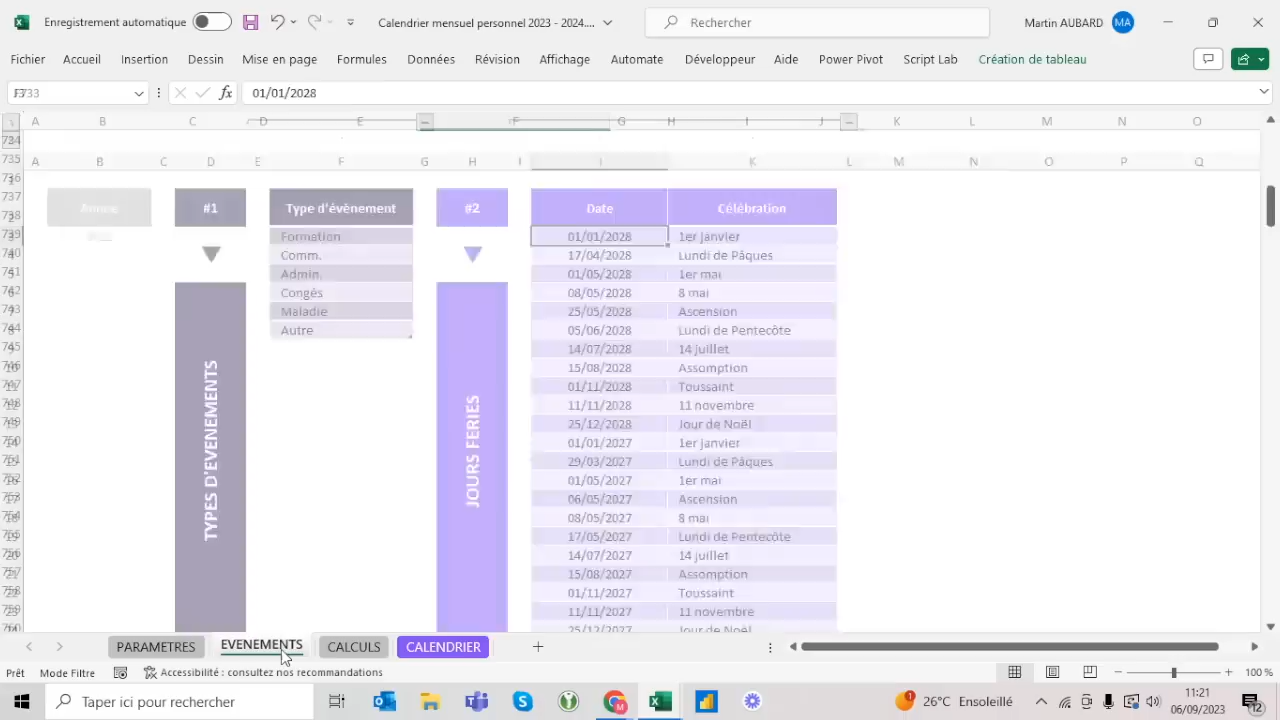 Enregistrement automatique
Calendrier mensuel personnel 2023 - 2024....
Rechercher
Martin AUBARD
MA
Fichier Accueil Insertion Dessin Mise en page Formules Données Révision Affichage Automate Développeur Aide Power Pivot Script Lab Création de tableau
fx 01/01/2028
A B C D E F G H I J K L M N O
A B C D E F G H I J K L M N O P Q
Année #1 Type d'évènement #2 Date Célébration
Formation 01/01/2028 1er janvier
Comm. 17/04/2028 Lundi de Pâques
Admin. 01/05/2028 1er mai
Congés 08/05/2028 8 mai
Maladie 25/05/2028 Ascension
Autre 05/06/2028 Lundi de Pentecôte
14/07/2028 14 juillet
15/08/2028 Assomption
01/11/2028 Toussaint
11/11/2028 11 novembre
25/12/2028 Jour de Noël
01/01/2027 1er janvier
29/03/2027 Lundi de Pâques
01/05/2027 1er mai
06/05/2027 Ascension
08/05/2027 8 mai
17/05/2027 Lundi de Pentecôte
14/07/2027 14 juillet
15/08/2027 Assomption
01/11/2027 Toussaint
11/11/2027 11 novembre
25/12/2027 Jour de Noël
TYPES D'EVENEMENTS
JOURS FERIES
PARAMETRES EVENEMENTS CALCULS CALENDRIER
Prêt Mode Filtre Accessibilité : consultez nos recommandations 100 %
Taper ici pour rechercher
26°C Ensoleillé
11:21
06/09/2023